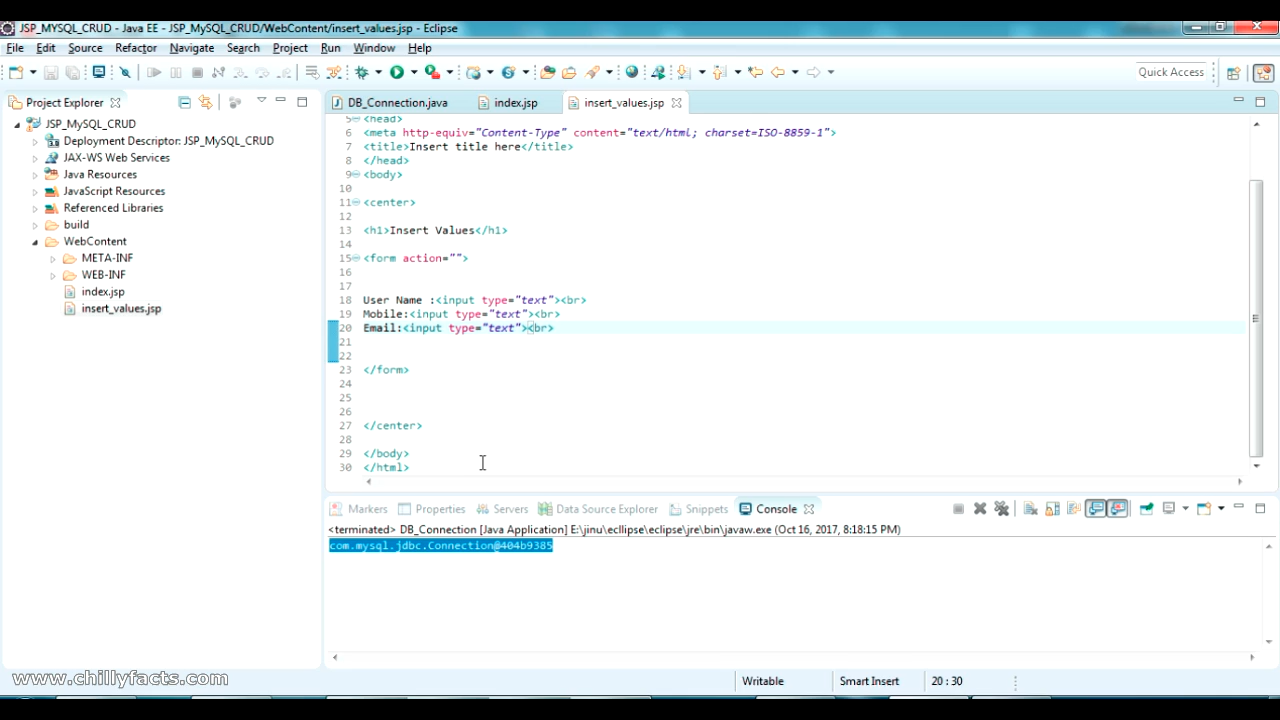 JSP_MYSQL_CRUD - Java EE - JSP_MySQL_CRUD/WebContent/insert_values.jsp - Eclipse
File Edit Source Refactor Navigate Search Project Run Window Help
Quick Access
Project Explorer
JSP_MySQL_CRUD
Deployment Descriptor: JSP_MySQL_CRUD
JAX-WS Web Services
Java Resources
JavaScript Resources
Referenced Libraries
build
WebContent
META-INF
WEB-INF
index.jsp
insert_values.jsp
DB_Connection.java index.jsp insert_values.jsp
5 <head>
6 <meta http-equiv="Content-Type" content="text/html; charset=ISO-8859-1">
7 <title>Insert title here</title>
8 </head>
9 <body>
10
11 <center>
12
13 <h1>Insert Values</h1>
14
15 <form action="">
16
17
18 User Name :<input type="text"><br>
19 Mobile:<input type="text"><br>
20 Email:<input type="text"><br>
21
22
23 </form>
24
25
26
27 </center>
28
29 </body>
30 </html>
Markers Properties Servers Data Source Explorer Snippets Console
<terminated> DB_Connection [Java Application] E:\jinu\ecllipse\eclipse\jre\bin\javaw.exe (Oct 16, 2017, 8:18:15 PM)
com.mysql.jdbc.Connection@404b9385
www.chillyfacts.com
Writable Smart Insert 20 : 30